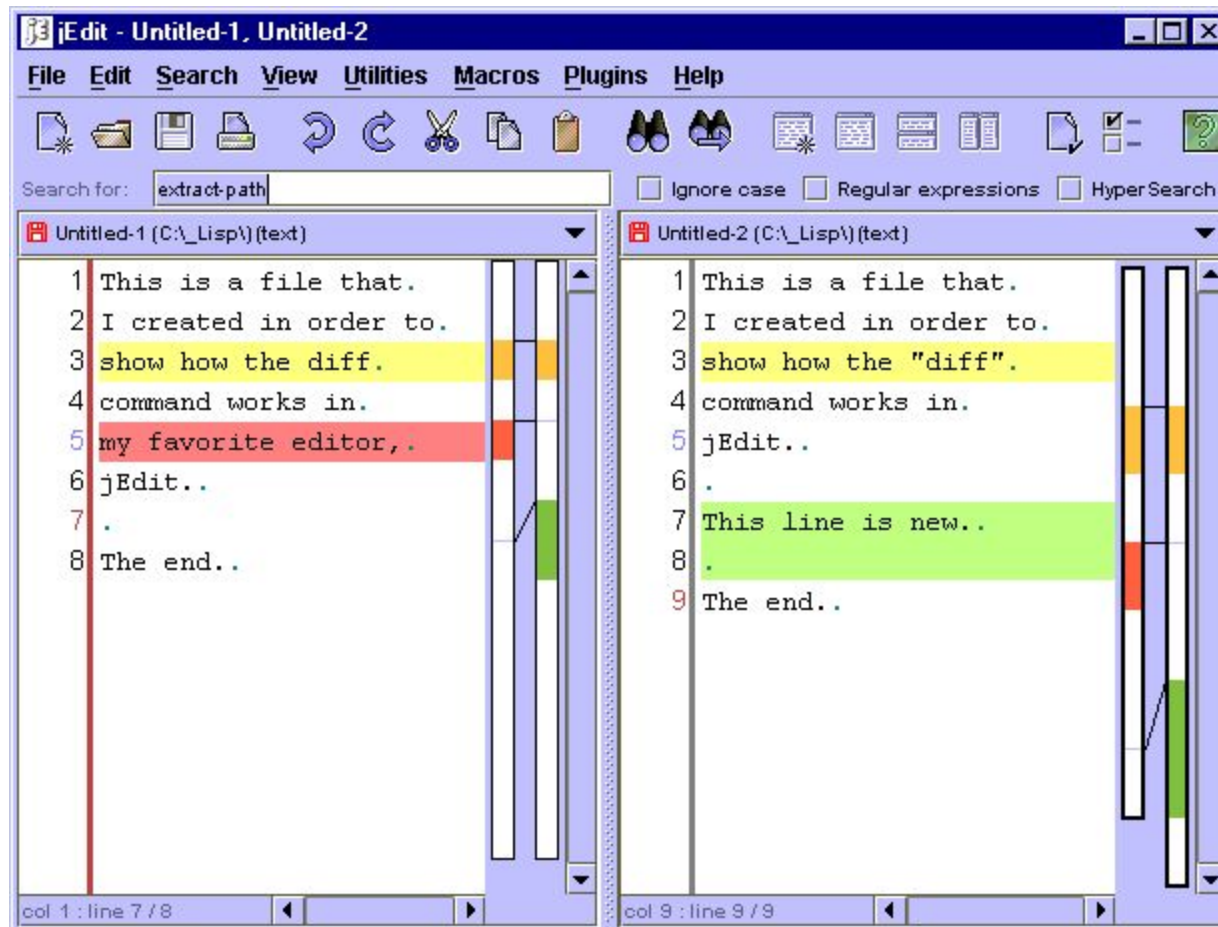 jEdit - Untitled-1, Untitled-2
File Edit Search View Utilities Macros Plugins Help
Search for: extract-path Ignore case Regular expressions HyperSearch
Untitled-1 (C:\_Lisp\)(text)
1 This is a file that.
2 I created in order to.
3 show how the diff.
4 command works in.
5 my favorite editor,.
6 jEdit..
7 .
8 The end..
col 1 : line 7 / 8
Untitled-2 (C:\_Lisp\)(text)
1 This is a file that.
2 I created in order to.
3 show how the "diff".
4 command works in.
5 jEdit..
6 .
7 This line is new..
8 .
9 The end..
col 9 : line 9 / 9